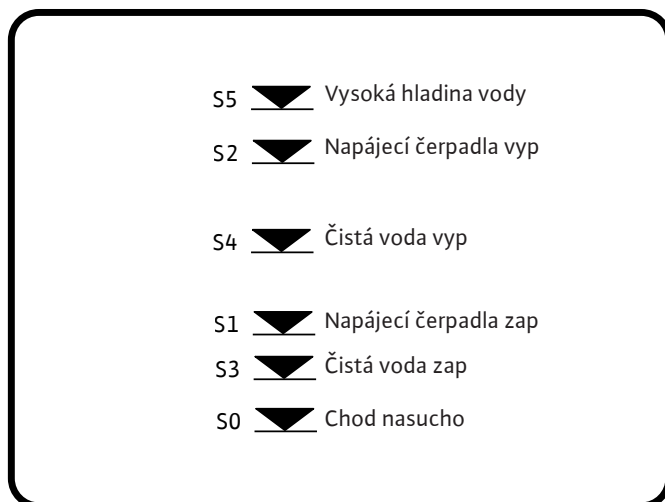 S5 Vysoká hladina vody
S2 Napájecí čerpadla vyp
S4 Čistá voda vyp
S1 Napájecí čerpadla zap
S3 Čistá voda zap
S0 Chod nasucho